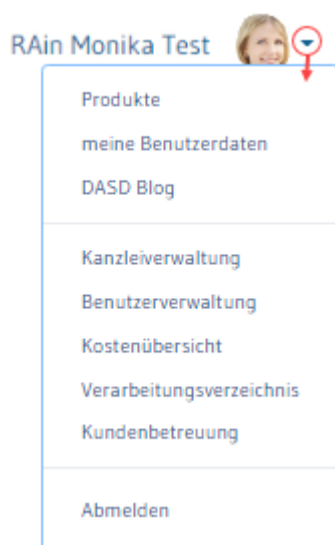 RAin Monika Test
Produkte
meine Benutzerdaten
DASD Blog
Kanzleiverwaltung
Benutzerverwaltung
Kostenübersicht
Verarbeitungsverzeichnis
Kundenbetreuung
Abmelden